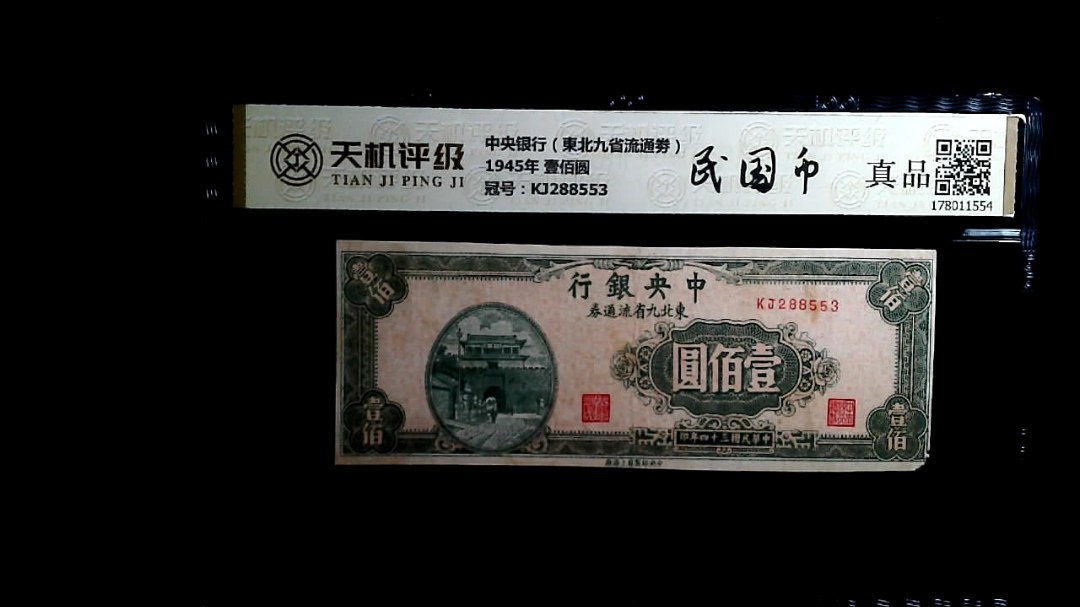 天机评级
TIAN JI PING JI
中央银行（東北九省流通券）
1945年 壹佰圆
冠号：KJ288553
民国币
真品
178011554
壹佰
壹佰
行銀央中
券通流省九北東
KJ288553
圓佰壹
印年四十三國民華中
壹佰
壹佰